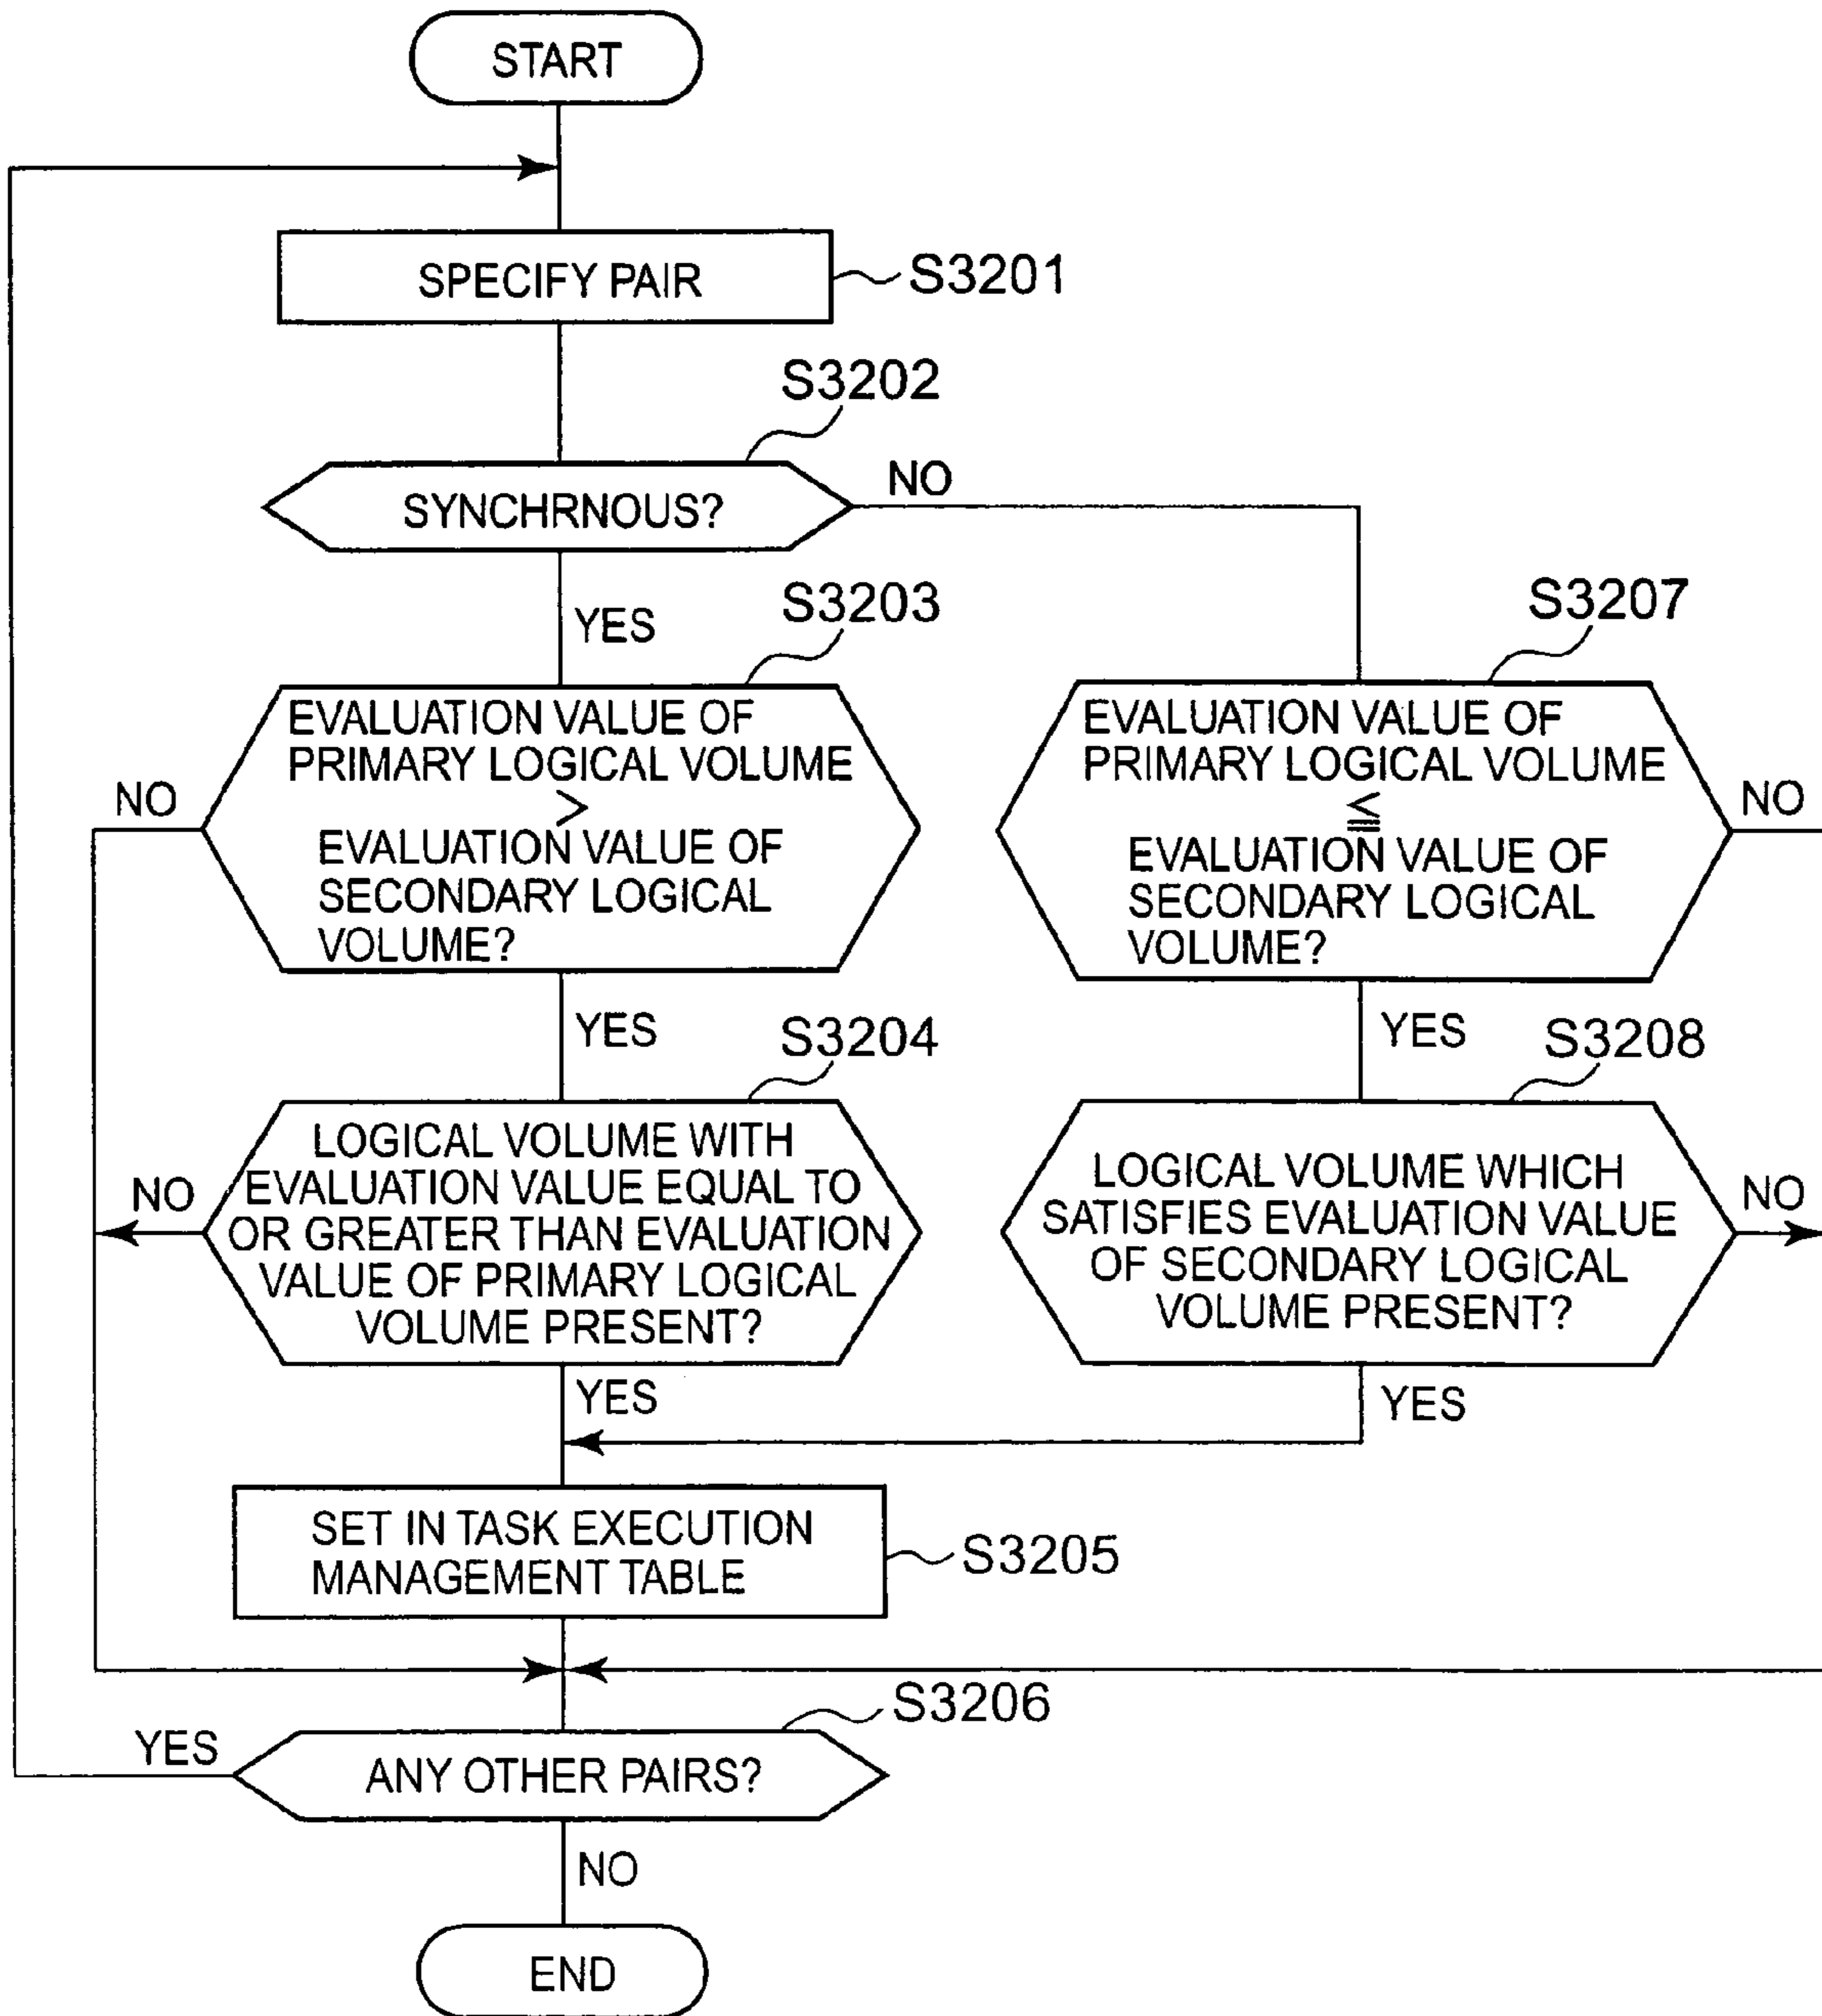 START
SPECIFY PAIR
S3201
S3202
SYNCHRNOUS?
NO
YES
S3203
EVALUATION VALUE OF
PRIMARY LOGICAL VOLUME
>
EVALUATION VALUE OF
SECONDARY LOGICAL
VOLUME?
NO
YES
S3207
EVALUATION VALUE OF
PRIMARY LOGICAL VOLUME
≦
EVALUATION VALUE OF
SECONDARY LOGICAL
VOLUME?
NO
YES
S3204
LOGICAL VOLUME WITH
EVALUATION VALUE EQUAL TO
OR GREATER THAN EVALUATION
VALUE OF PRIMARY LOGICAL
VOLUME PRESENT?
NO
YES
S3208
LOGICAL VOLUME WHICH
SATISFIES EVALUATION VALUE
OF SECONDARY LOGICAL
VOLUME PRESENT?
NO
YES
SET IN TASK EXECUTION
MANAGEMENT TABLE
S3205
S3206
ANY OTHER PAIRS?
YES
NO
END